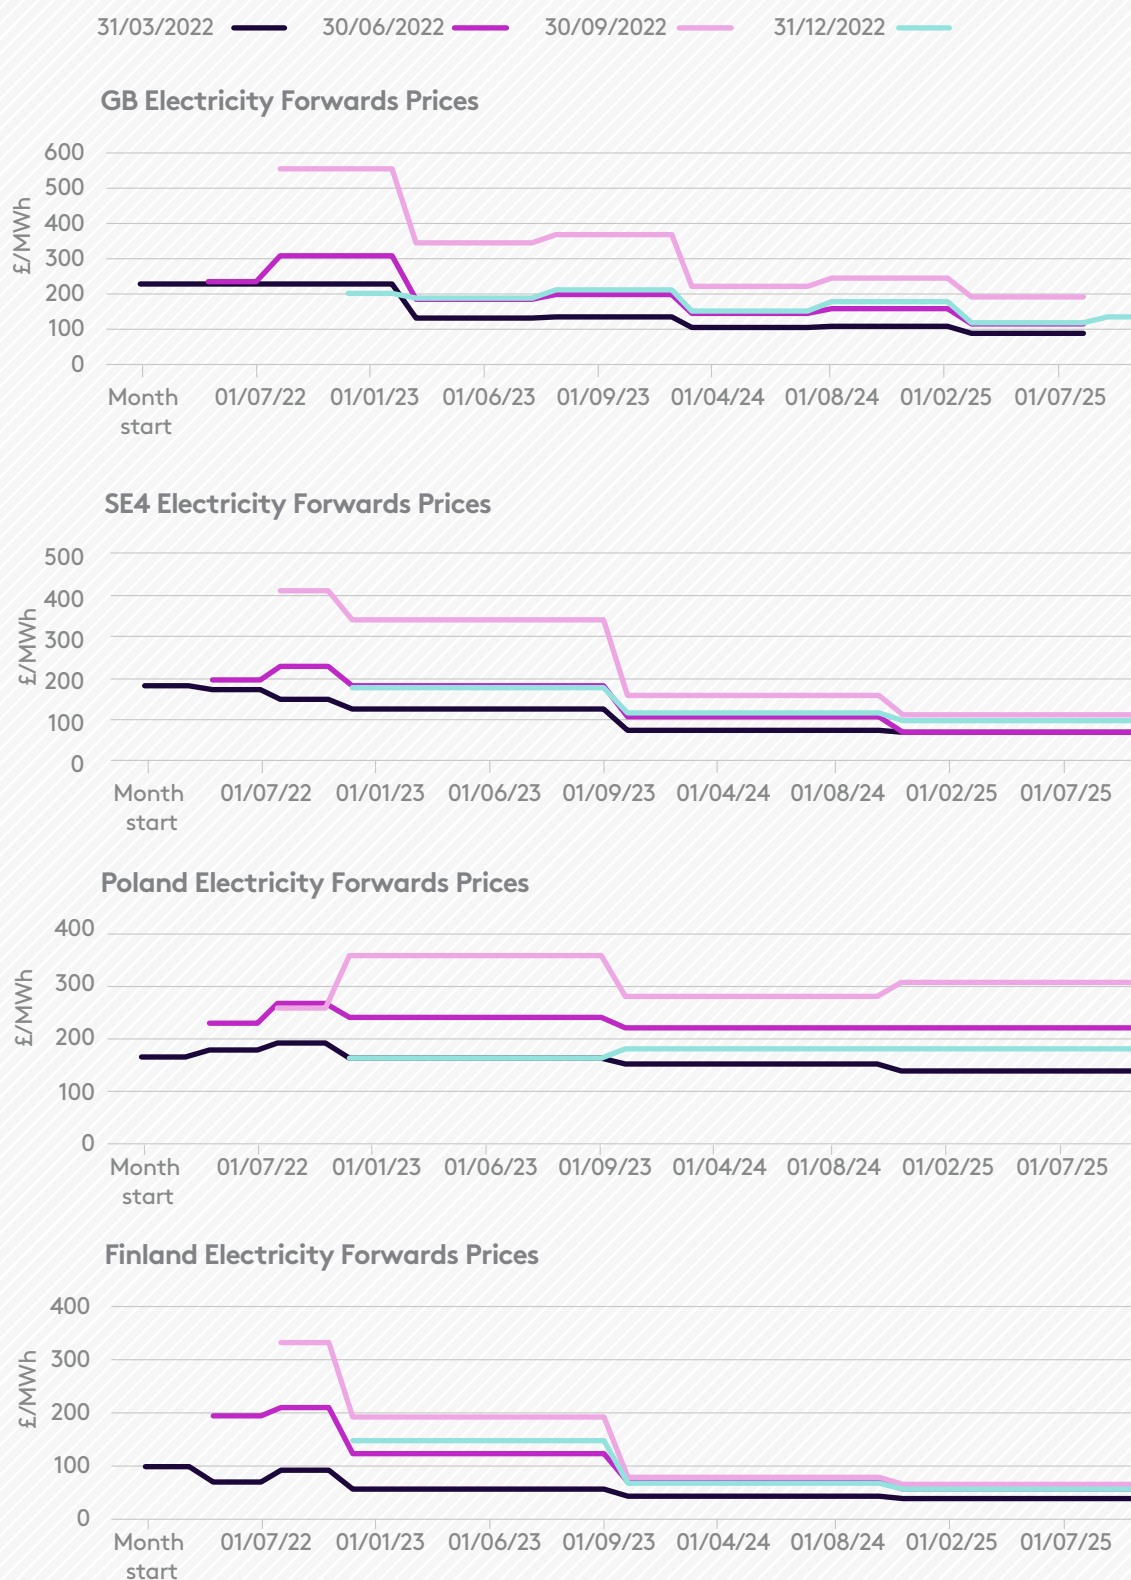 31/03/2022 30/06/2022 30/09/2022 31/12/2022
GB Electricity Forwards Prices
£/MWh
600
500
400
300
200
100
0
Month start 01/07/22 01/01/23 01/06/23 01/09/23 01/04/24 01/08/24 01/02/25 01/07/25
SE4 Electricity Forwards Prices
£/MWh
500
400
300
200
100
0
Month start 01/07/22 01/01/23 01/06/23 01/09/23 01/04/24 01/08/24 01/02/25 01/07/25
Poland Electricity Forwards Prices
£/MWh
400
300
200
100
0
Month start 01/07/22 01/01/23 01/06/23 01/09/23 01/04/24 01/08/24 01/02/25 01/07/25
Finland Electricity Forwards Prices
£/MWh
400
300
200
100
0
Month start 01/07/22 01/01/23 01/06/23 01/09/23 01/04/24 01/08/24 01/02/25 01/07/25